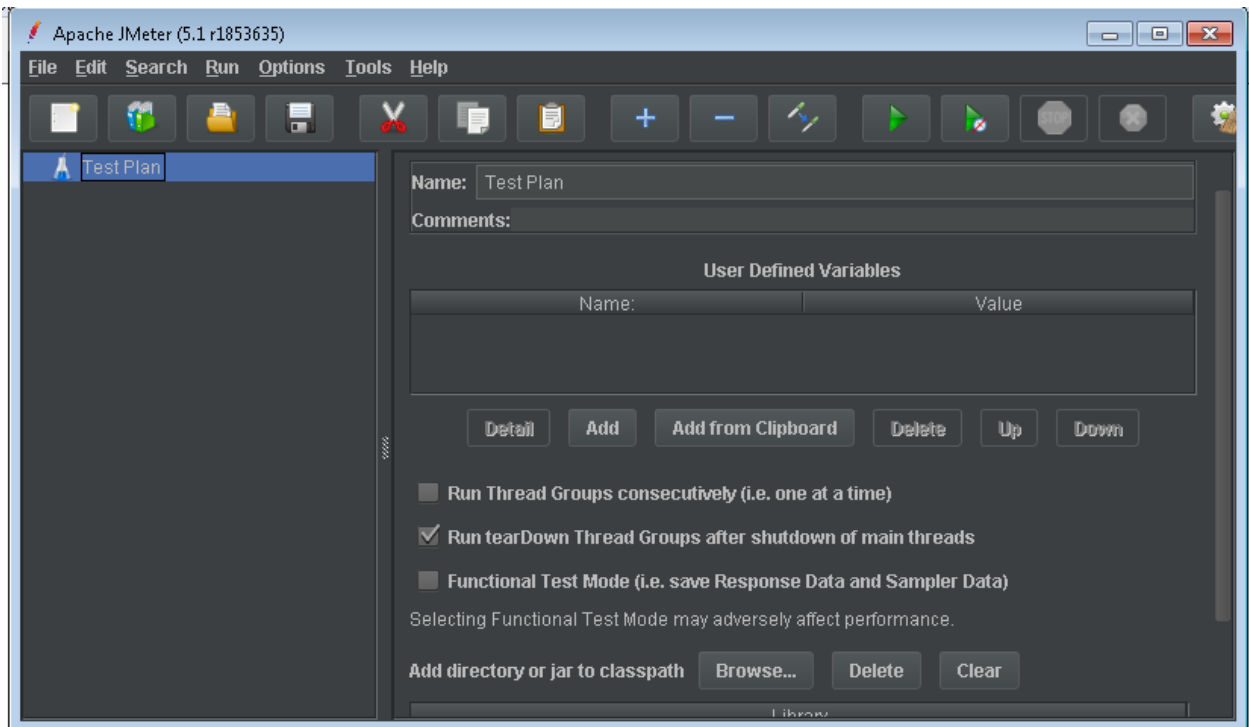 Apache JMeter (5.1 r1853635)
File Edit Search Run Options Tools Help
STOP
Test Plan
Name: Test Plan
Comments:
User Defined Variables
Name: Value
Detail Add Add from Clipboard Delete Up Down
Run Thread Groups consecutively (i.e. one at a time)
Run tearDown Thread Groups after shutdown of main threads
Functional Test Mode (i.e. save Response Data and Sampler Data)
Selecting Functional Test Mode may adversely affect performance.
Add directory or jar to classpath Browse... Delete Clear
Library